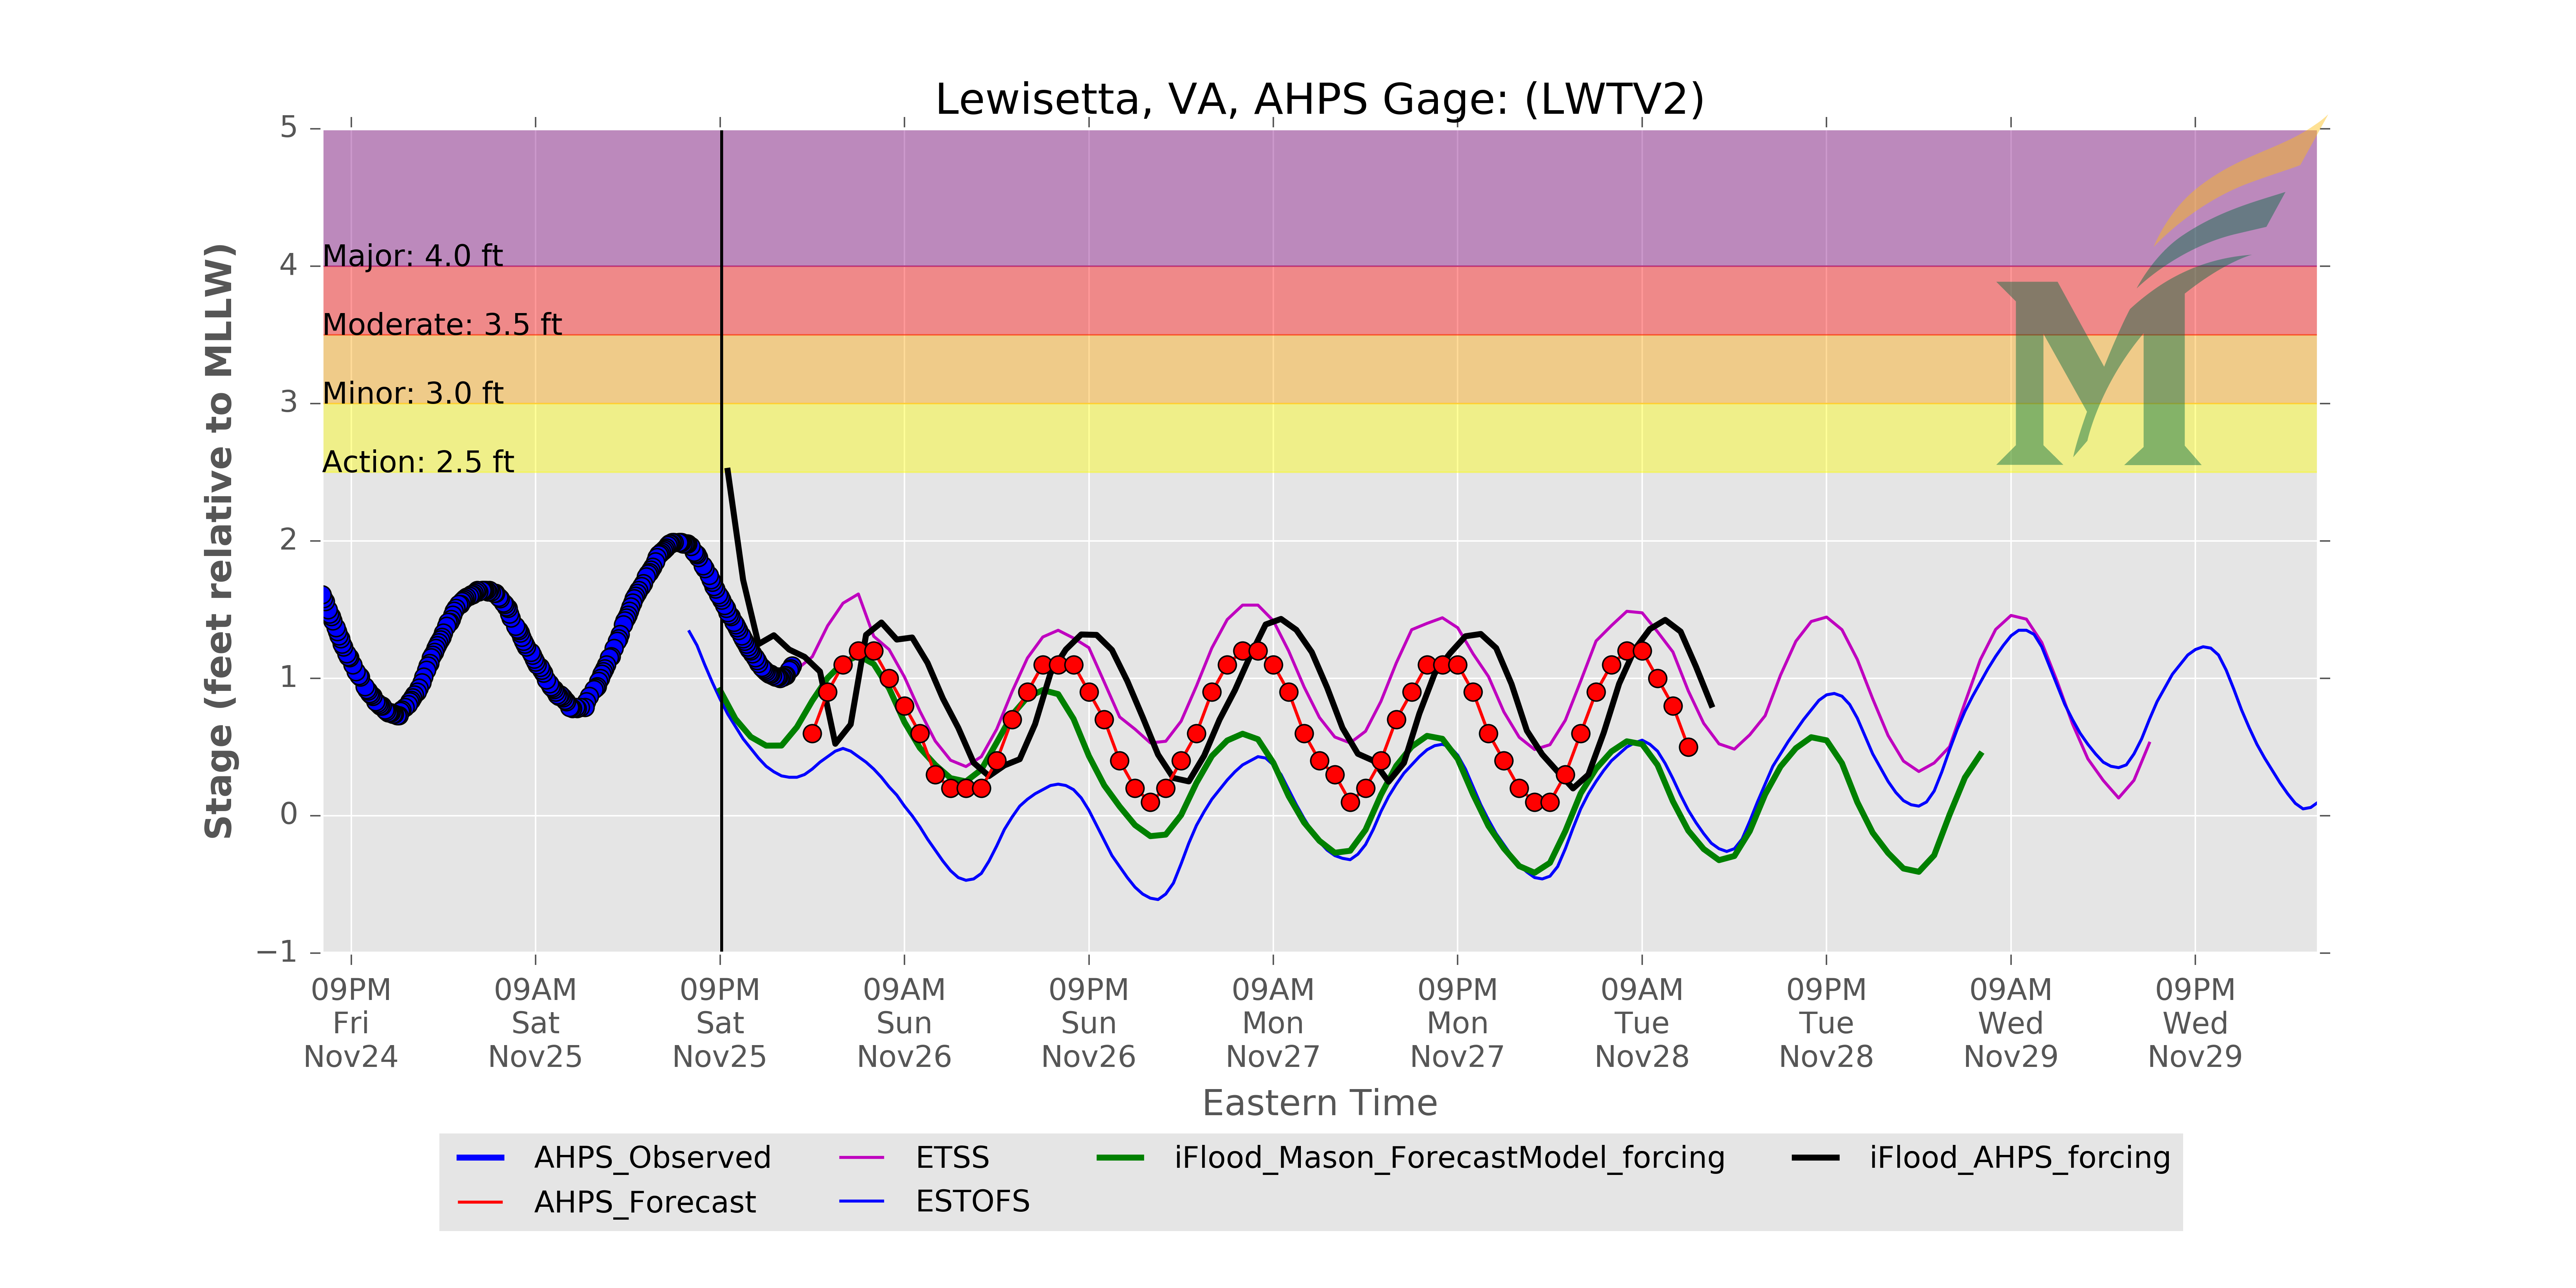 Lewisetta, VA, AHPS Gage: (LWTV2)
Stage (feet relative to MLLW)
5
4
3
2
1
0
−1
Major: 4.0 ft
Moderate: 3.5 ft
Minor: 3.0 ft
Action: 2.5 ft
M
09PM 09AM 09PM 09AM 09PM 09AM 09PM 09AM 09PM 09AM 09PM
Fri Sat Sat Sun Sun Mon Mon Tue Tue Wed Wed
Nov24 Nov25 Nov25 Nov26 Nov26 Nov27 Nov27 Nov28 Nov28 Nov29 Nov29
Eastern Time
AHPS_Observed ETSS iFlood_Mason_ForecastModel_forcing iFlood_AHPS_forcing
AHPS_Forecast ESTOFS